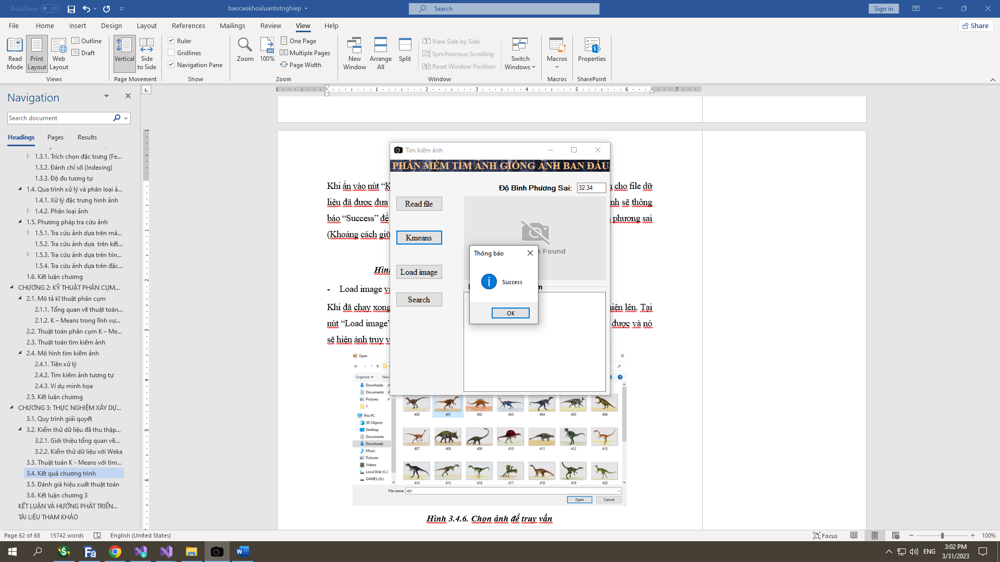 AutoSave Off
baocaokhoaluantotnghiep
Search
Sign in
File Home Insert Design Layout References Mailings Review View Help
Share
Read Mode
Print Layout
Web Layout
Outline
Draft
Views
Vertical
Side to Side
Page Movement
Ruler
Gridlines
Navigation Pane
Show
Zoom
100%
One Page
Multiple Pages
Page Width
Zoom
New Window
Arrange All
Split
View Side by Side
Synchronous Scrolling
Reset Window Position
Window
Switch Windows
Macros
Macros
Properties
SharePoint
Navigation
Search document
Headings Pages Results
1.3.1. Trích chọn đặc trưng (Fe...
1.3.2. Đánh chỉ số (Indexing)
1.3.3. Độ đo tương tự
1.4. Qua trình xử lý và phân loại ả...
1.4.1. Xử lý đặc trưng hình ảnh
1.4.2. Phân loại ảnh
1.5. Phương pháp tra cứu ảnh
1.5.1. Tra cứu ảnh dựa trên mà...
1.5.2. Tra cứu ảnh dựa trên kết...
1.5.3. Tra cứu ảnh dựa trên hìn...
1.5.4. Tra cứu ảnh dựa trên đặc...
1.6. Kết luận chương
CHƯƠNG 2: KỸ THUẬT PHÂN CỤM...
2.1. Mô tả kĩ thuật phân cụm
2.1.1. Tổng quan về thuật toán...
2.1.2. K – Means trong lĩnh vự...
2.2. Thuật toán phân cụm K – Me...
2.3. Thuật toán tìm kiếm ảnh
2.4. Mô hình tìm kiếm ảnh
2.4.1. Tiền xử lý
2.4.2. Tìm kiếm ảnh tương tự
2.4.3. Ví dụ minh họa
2.5. Kết luận chương
CHƯƠNG 3: THỰC NGHIỆM XÂY DỰ...
3.1. Quy trình giải quyết
3.2. Kiểm thử dữ liệu đã thu thập...
3.2.1. Giới thiệu tổng quan về...
3.2.2. Kiểm thử dữ liệu với Weka
3.3. Thuật toán K - Means với tìm...
3.4. Kết quả chương trình
3.5. Đánh giá hiệu xuất thuật toán
3.6. Kết luận chương 3
KẾT LUẬN VÀ HƯỚNG PHÁT TRIỂN...
TÀI LIỆU THAM KHẢO
1 1 2 3 4 5 6 7
Khi ấn vào nút “K cho file dữ
liệu đã được đưa nh sẽ thông
báo “Success” để phương sai
(Khoảng cách giữ
Hình
- Load image và
Khi đã chạy xong hiện lên. Tại
nút “Load image” được và nó
sẽ hiện ảnh truy v
Tìm kiếm ảnh
PHẦN MỀM TÌM ẢNH GIỐNG ẢNH BAN ĐẦU
Độ Bình Phương Sai: 32.34
Read file
Kmeans
Load image
Search
Found
Thông báo
Success
OK
Open
Organize New
Downloads
Documents
Pictures
1
This PC
3D Objects
Desktop
Documents
Downloads
Music
Pictures
Videos
Local Disk (C:)
GAMES (G:)
400 401 402 403 404 405 406
407 408 409 410 411 412 413
414 415 416 417 418 419 420
File name: 401
Open Cancel
Hình 3.4.6. Chọn ảnh để truy vấn
Page 62 of 68 15742 words English (United States)
Focus
100%
ENG
3:02 PM
3/31/2023